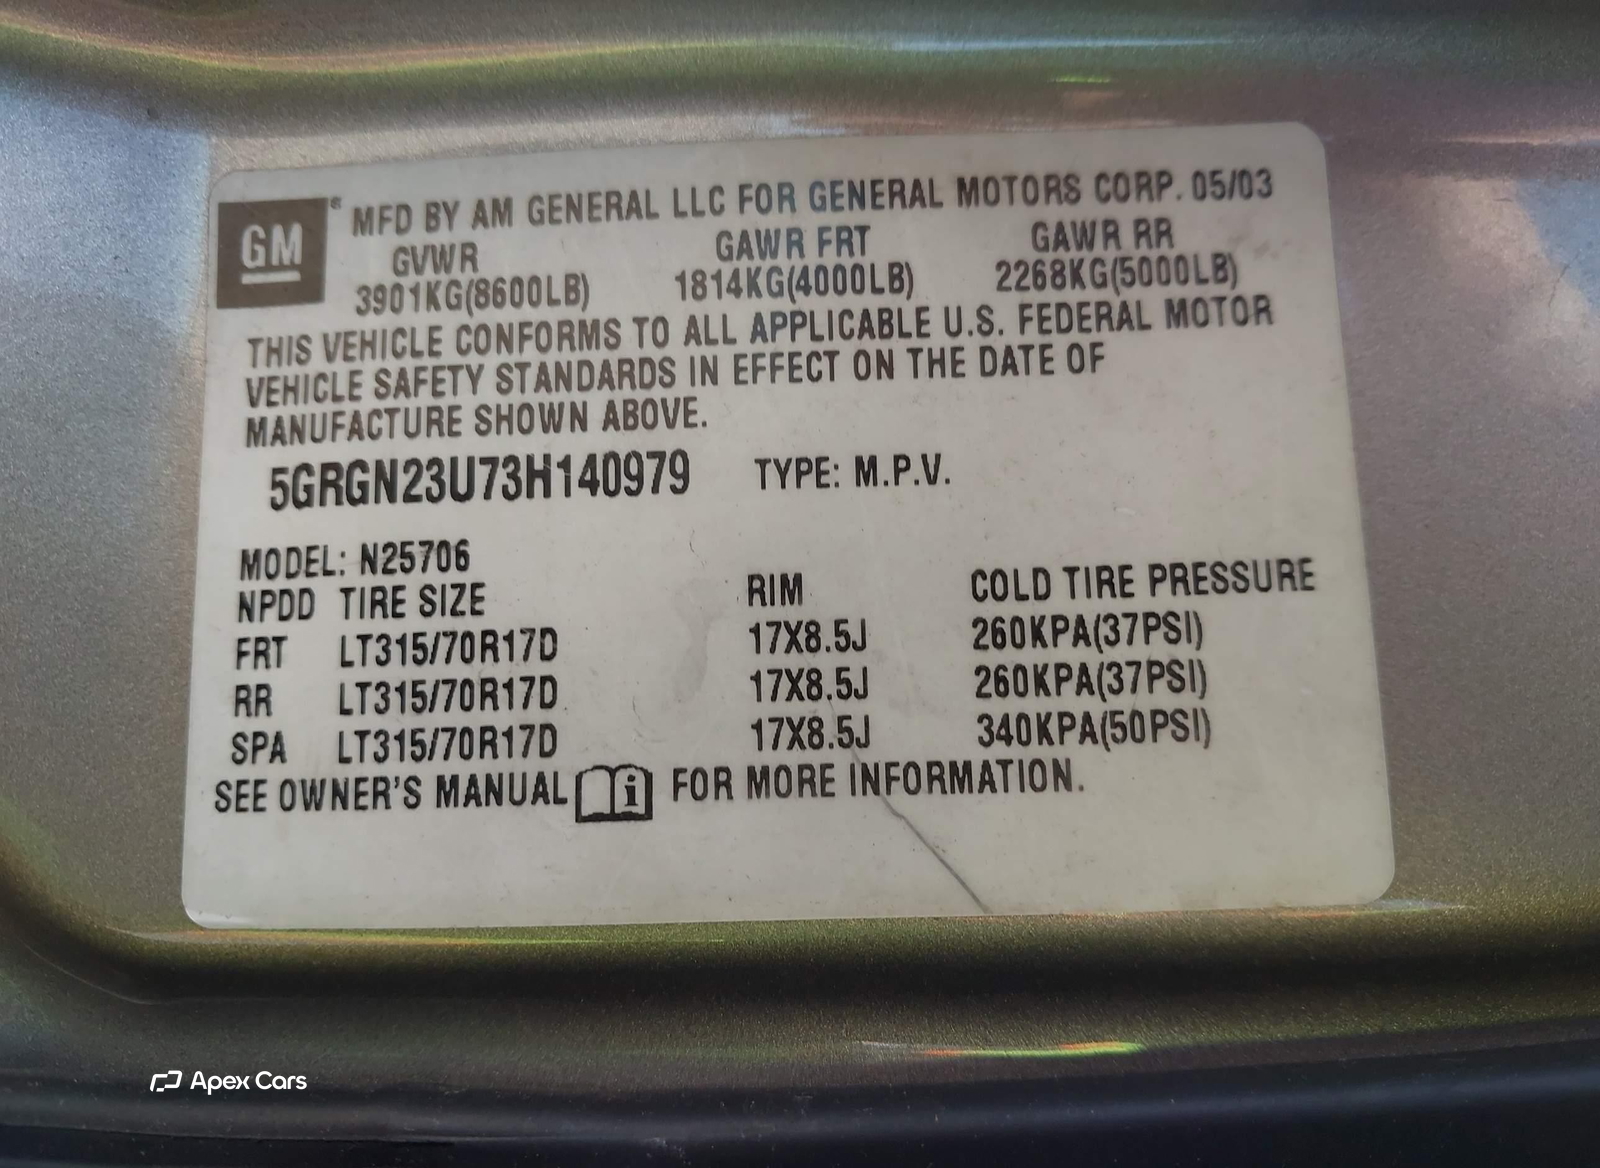 GM® MFD BY AM GENERAL LLC FOR GENERAL MOTORS CORP. 05/03
GVWR GAWR FRT GAWR RR
3901KG(8600LB) 1814KG(4000LB) 2268KG(5000LB)
THIS VEHICLE CONFORMS TO ALL APPLICABLE U.S. FEDERAL MOTOR
VEHICLE SAFETY STANDARDS IN EFFECT ON THE DATE OF
MANUFACTURE SHOWN ABOVE.
5GRGN23U73H140979 TYPE: M.P.V.
MODEL: N25706
NPDD TIRE SIZE RIM COLD TIRE PRESSURE
FRT LT315/70R17D 17X8.5J 260KPA(37PSI)
RR LT315/70R17D 17X8.5J 260KPA(37PSI)
SPA LT315/70R17D 17X8.5J 340KPA(50PSI)
SEE OWNER'S MANUAL i FOR MORE INFORMATION.
Apex Cars